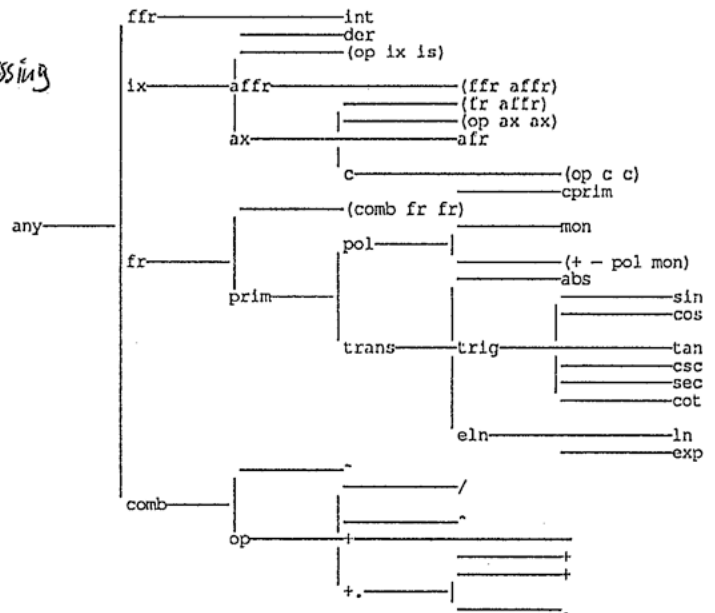 ffr int
der
(op ix is)
ssing
ix affr (ffr affr)
(fr affr)
(op ax ax)
ax afr
c (op c c)
cprim
(comb fr fr)
any mon
pol
fr (+ - pol mon)
abs
prim sin
cos
trans trig tan
csc
sec
cot
eln ln
exp
~
/
comb
^
op +
+
+
+.